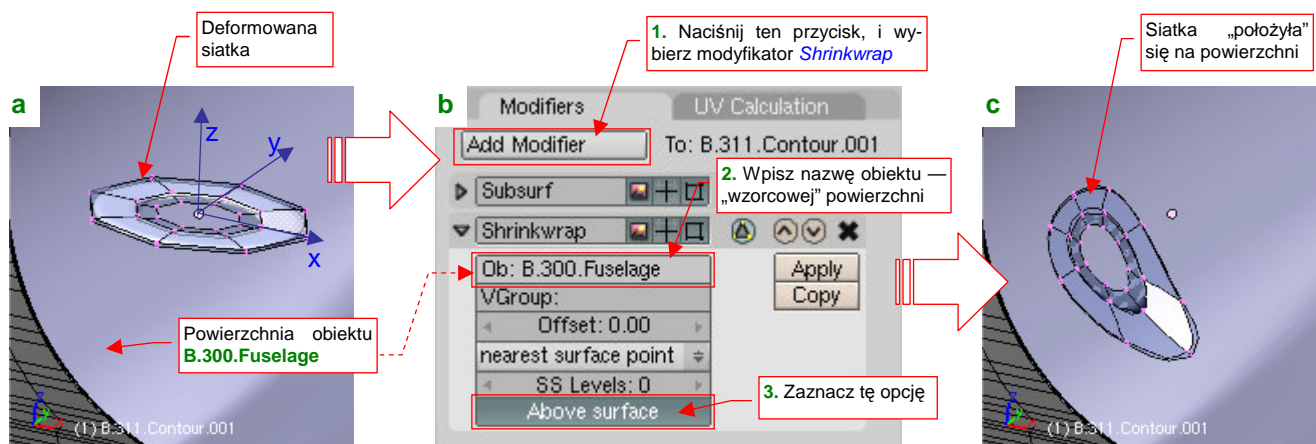 Deformowana
siatka
1. Naciśnij ten przycisk, i wy-
bierz modyfikator Shrinkwrap
Siatka „położyła”
się na powierzchni
a
z
y
x
Powierzchnia obiektu
B.300.Fuselage
(1) B.311.Contour.001
b
Modifiers
UV Calculation
Add Modifier
To: B.311.Contour.001
2. Wpisz nazwę obiektu —
„wzorcowej” powierzchni
Subsurf
Shrinkwrap
Ob: B.300.Fuselage
Apply
VGroup:
Copy
Offset: 0.00
nearest surface point
SS Levels: 0
3. Zaznacz tę opcję
Above surface
c
(1) B.311.Contour.001